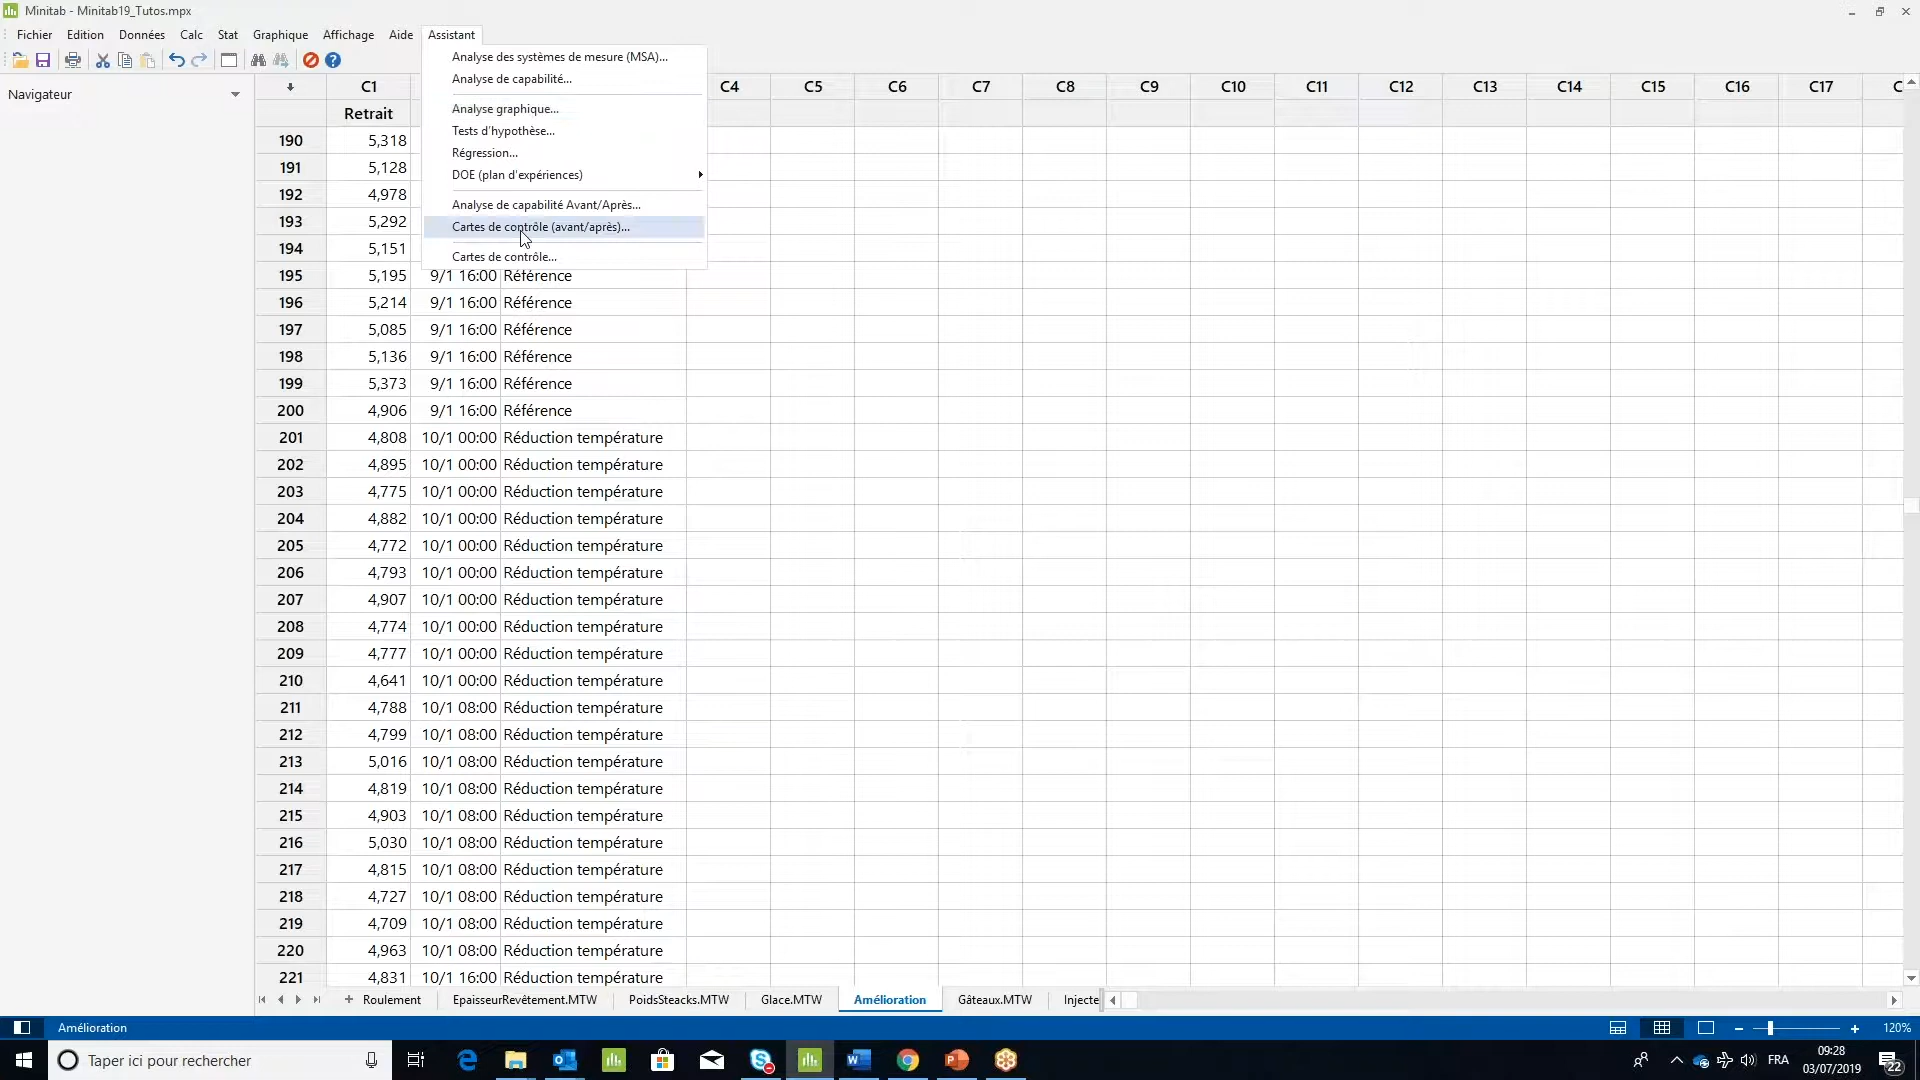 Minitab - Minitab19_Tutos.mpx
Fichier Edition Données Calc Stat Graphique Affichage Aide Assistant
Analyse des systèmes de mesure (MSA)...
Analyse de capabilité...
Analyse graphique...
Tests d'hypothèse...
Régression...
DOE (plan d'expériences)
Analyse de capabilité Avant/Après...
Cartes de contrôle (avant/après)...
Cartes de contrôle...
Navigateur
C1 C4 C5 C6 C7 C8 C9 C10 C11 C12 C13 C14 C15 C16 C17 C
Retrait
190 5,318
191 5,128
192 4,978
193 5,292
194 5,151
195 5,195 9/1 16:00 Référence
196 5,214 9/1 16:00 Référence
197 5,085 9/1 16:00 Référence
198 5,136 9/1 16:00 Référence
199 5,373 9/1 16:00 Référence
200 4,906 9/1 16:00 Référence
201 4,808 10/1 00:00 Réduction température
202 4,895 10/1 00:00 Réduction température
203 4,775 10/1 00:00 Réduction température
204 4,882 10/1 00:00 Réduction température
205 4,772 10/1 00:00 Réduction température
206 4,793 10/1 00:00 Réduction température
207 4,907 10/1 00:00 Réduction température
208 4,774 10/1 00:00 Réduction température
209 4,777 10/1 00:00 Réduction température
210 4,641 10/1 00:00 Réduction température
211 4,788 10/1 08:00 Réduction température
212 4,799 10/1 08:00 Réduction température
213 5,016 10/1 08:00 Réduction température
214 4,819 10/1 08:00 Réduction température
215 4,903 10/1 08:00 Réduction température
216 5,030 10/1 08:00 Réduction température
217 4,815 10/1 08:00 Réduction température
218 4,727 10/1 08:00 Réduction température
219 4,709 10/1 08:00 Réduction température
220 4,963 10/1 08:00 Réduction température
221 4,831 10/1 16:00 Réduction température
+ Roulement EpaisseurRevêtement.MTW PoidsSteacks.MTW Glace.MTW Amélioration Gâteaux.MTW Injecte
Amélioration 120%
Taper ici pour rechercher
FRA
09:28
03/07/2019
22